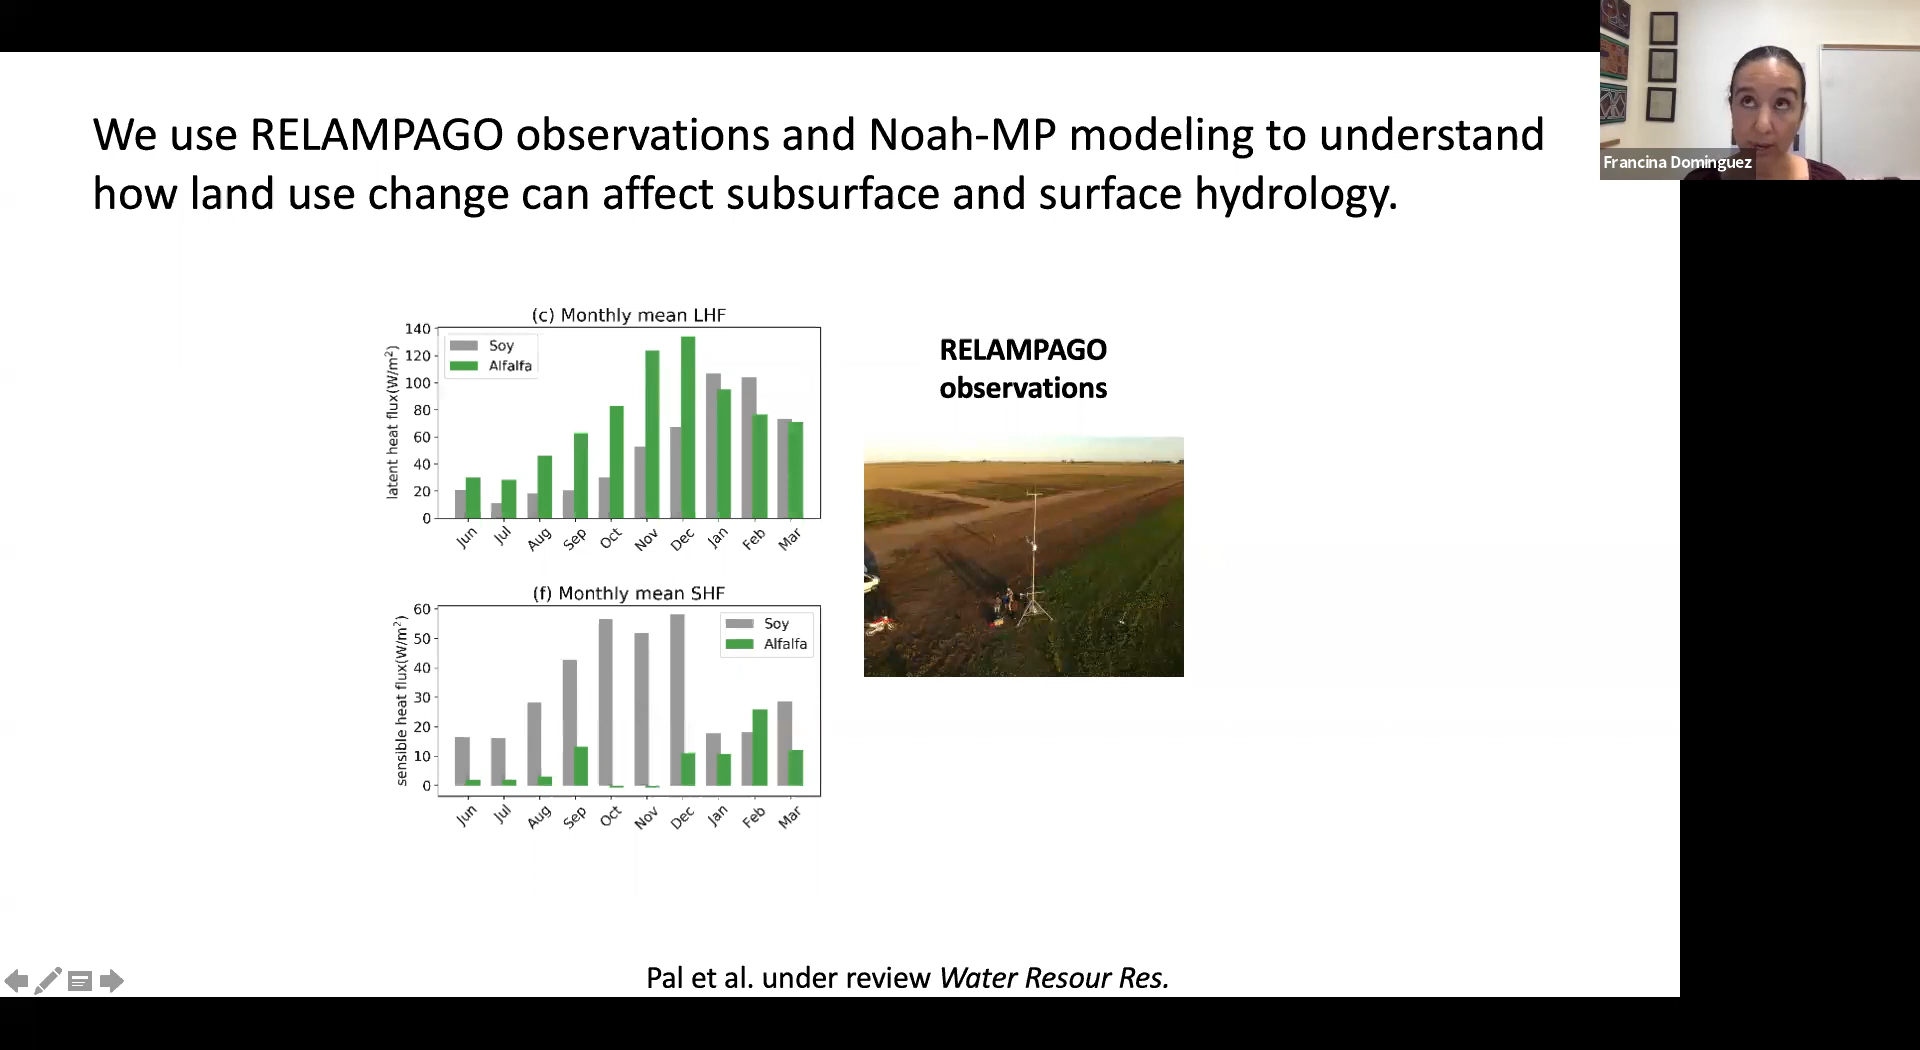 We use RELAMPAGO observations and Noah-MP modeling to understand
how land use change can affect subsurface and surface hydrology.
Francina Dominguez
(c) Monthly mean LHF
latent heat flux(W/m²)
140
120
100
80
60
40
20
0
Soy
Alfalfa
Jun Jul Aug Sep Oct Nov Dec Jan Feb Mar
RELAMPAGO
observations
(f) Monthly mean SHF
sensible heat flux(W/m²)
60
50
40
30
20
10
0
Soy
Alfalfa
Jun Jul Aug Sep Oct Nov Dec Jan Feb Mar
Pal et al. under review Water Resour Res.